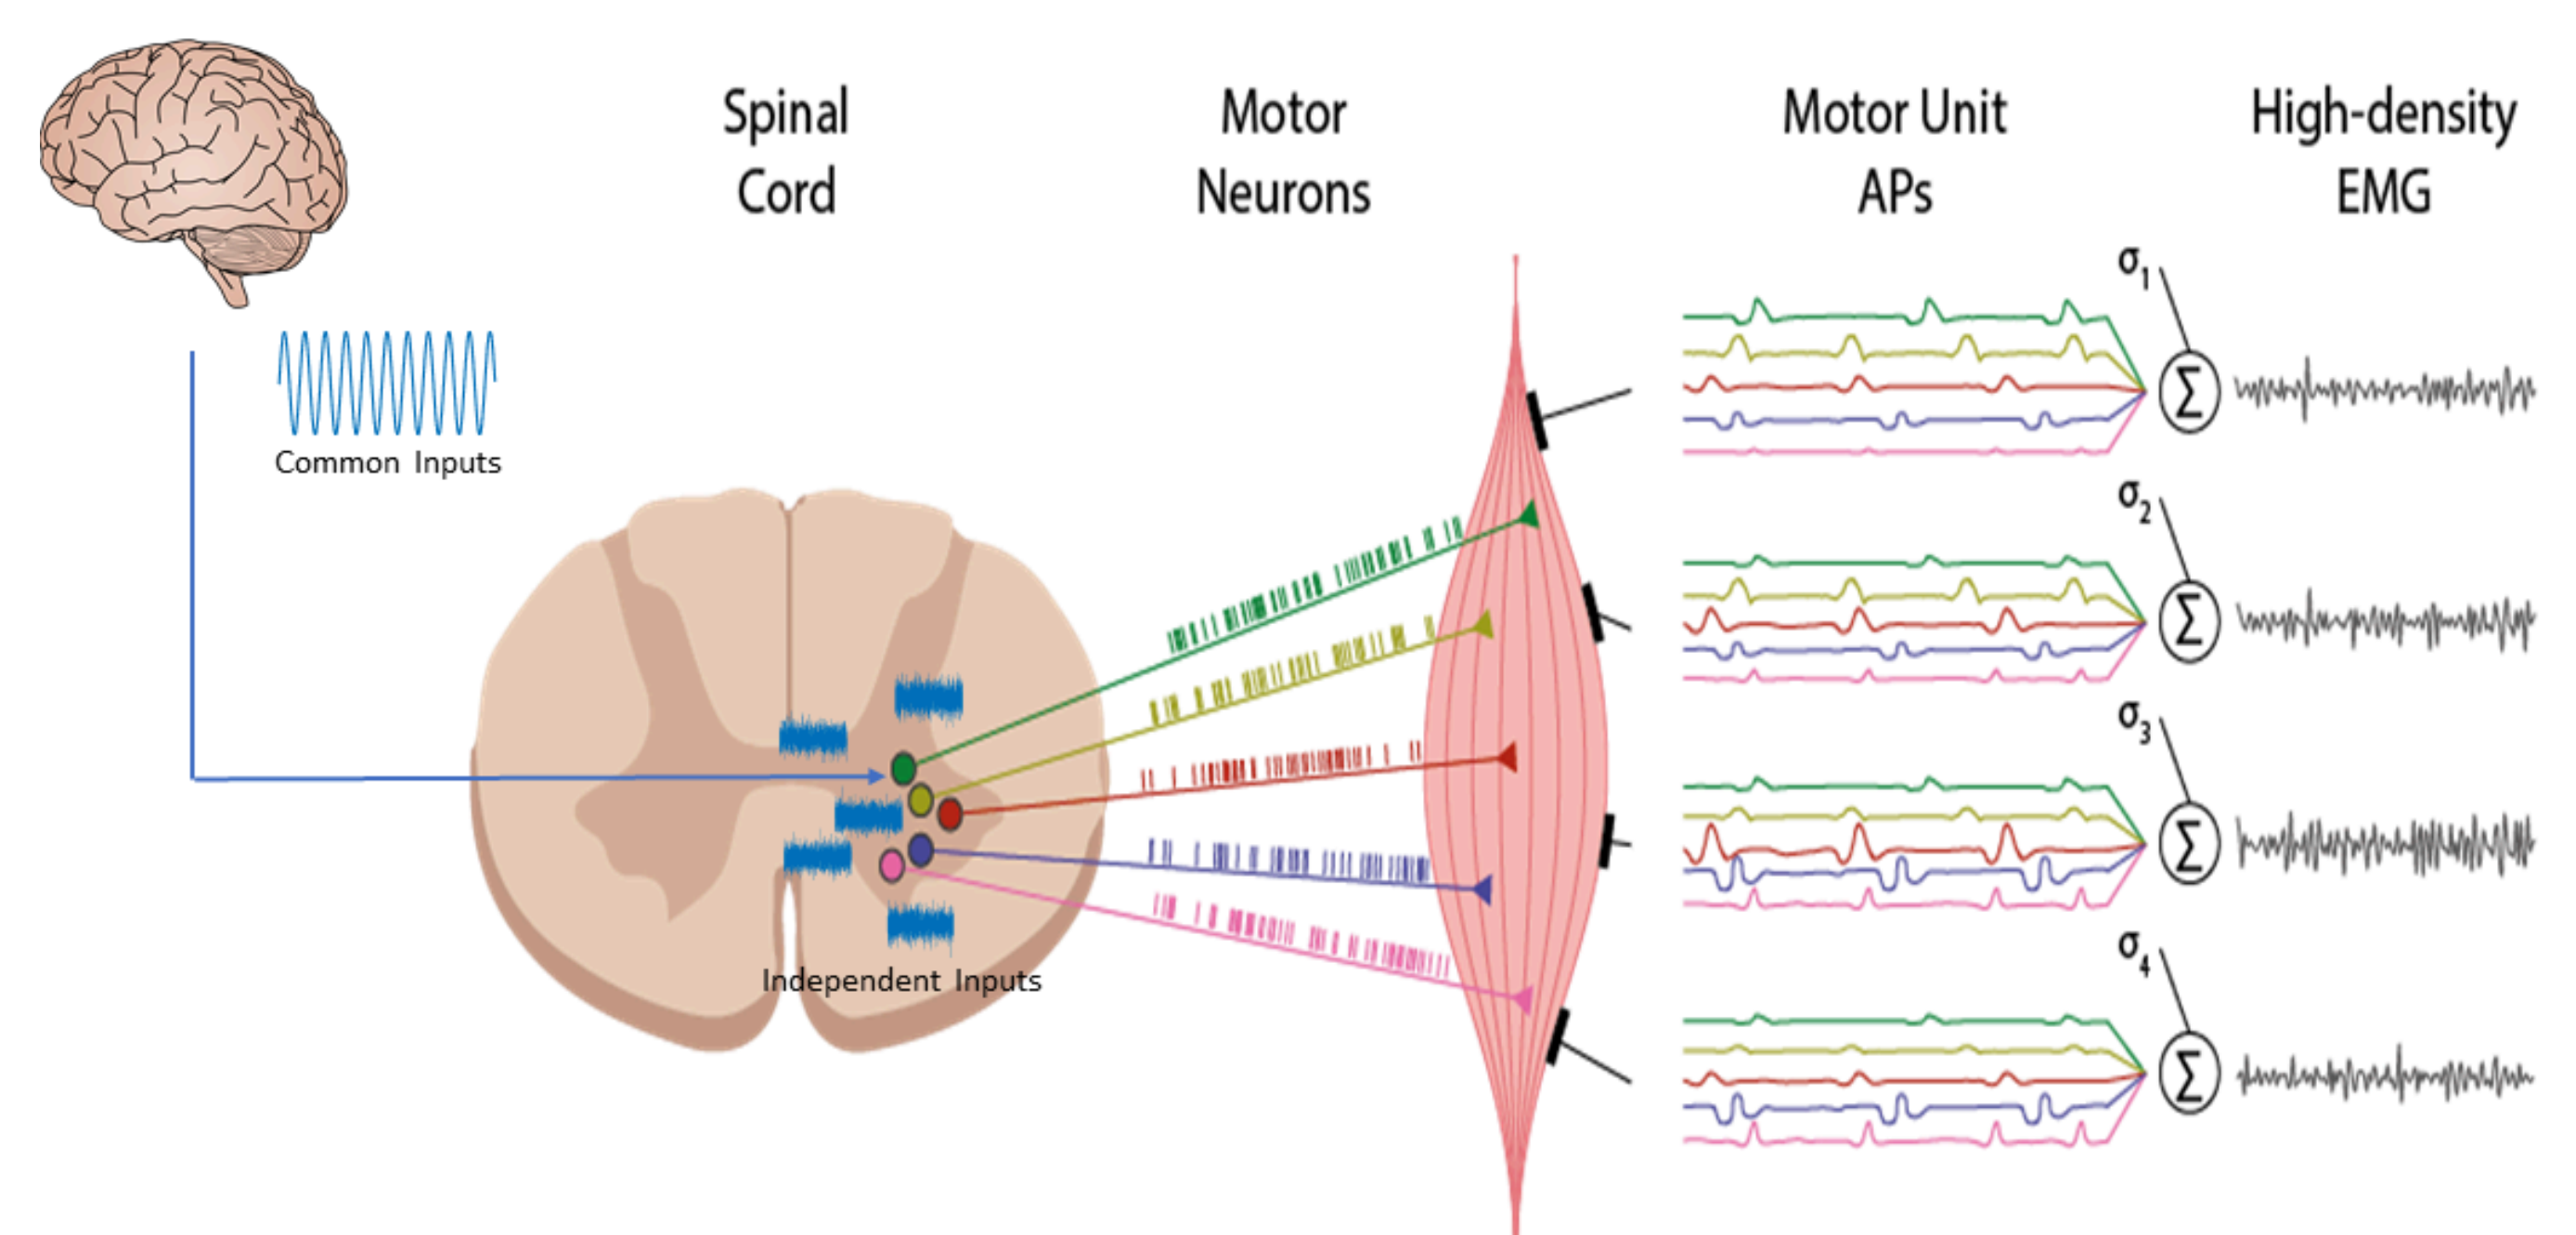 Spinal
Cord
Motor
Neurons
Motor Unit
APs
High-density
EMG
Common Inputs
Independent Inputs
σ1
Σ
σ2
Σ
σ3
Σ
σ4
Σ